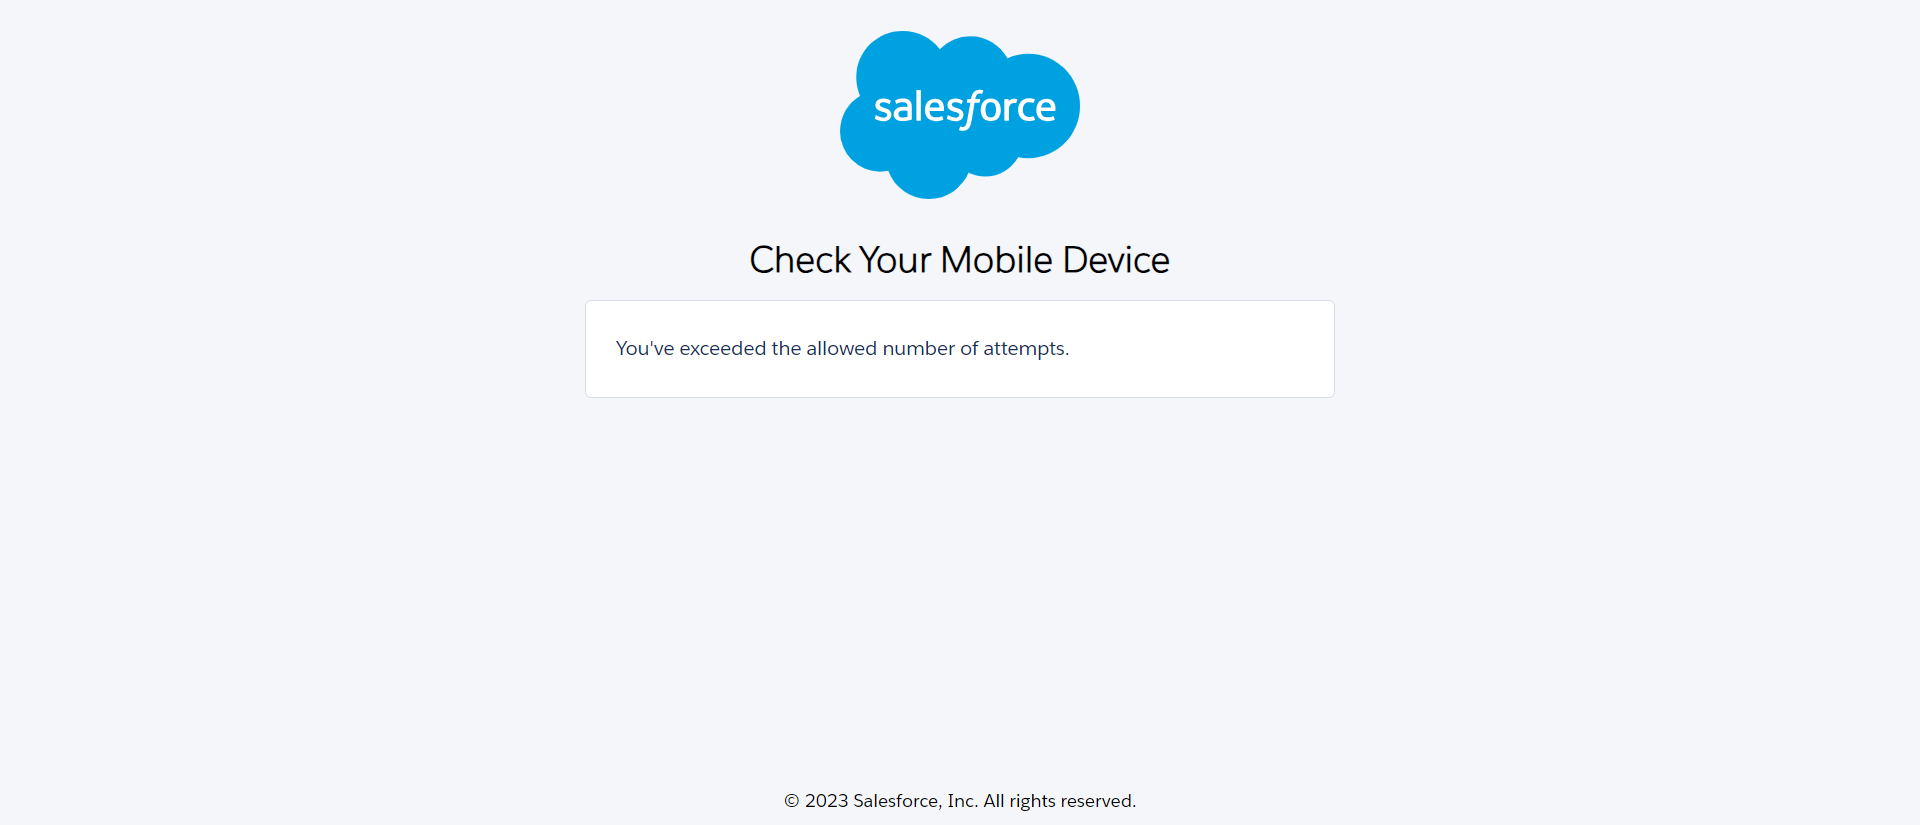 salesforce
Check Your Mobile Device
You've exceeded the allowed number of attempts.
© 2023 Salesforce, Inc. All rights reserved.